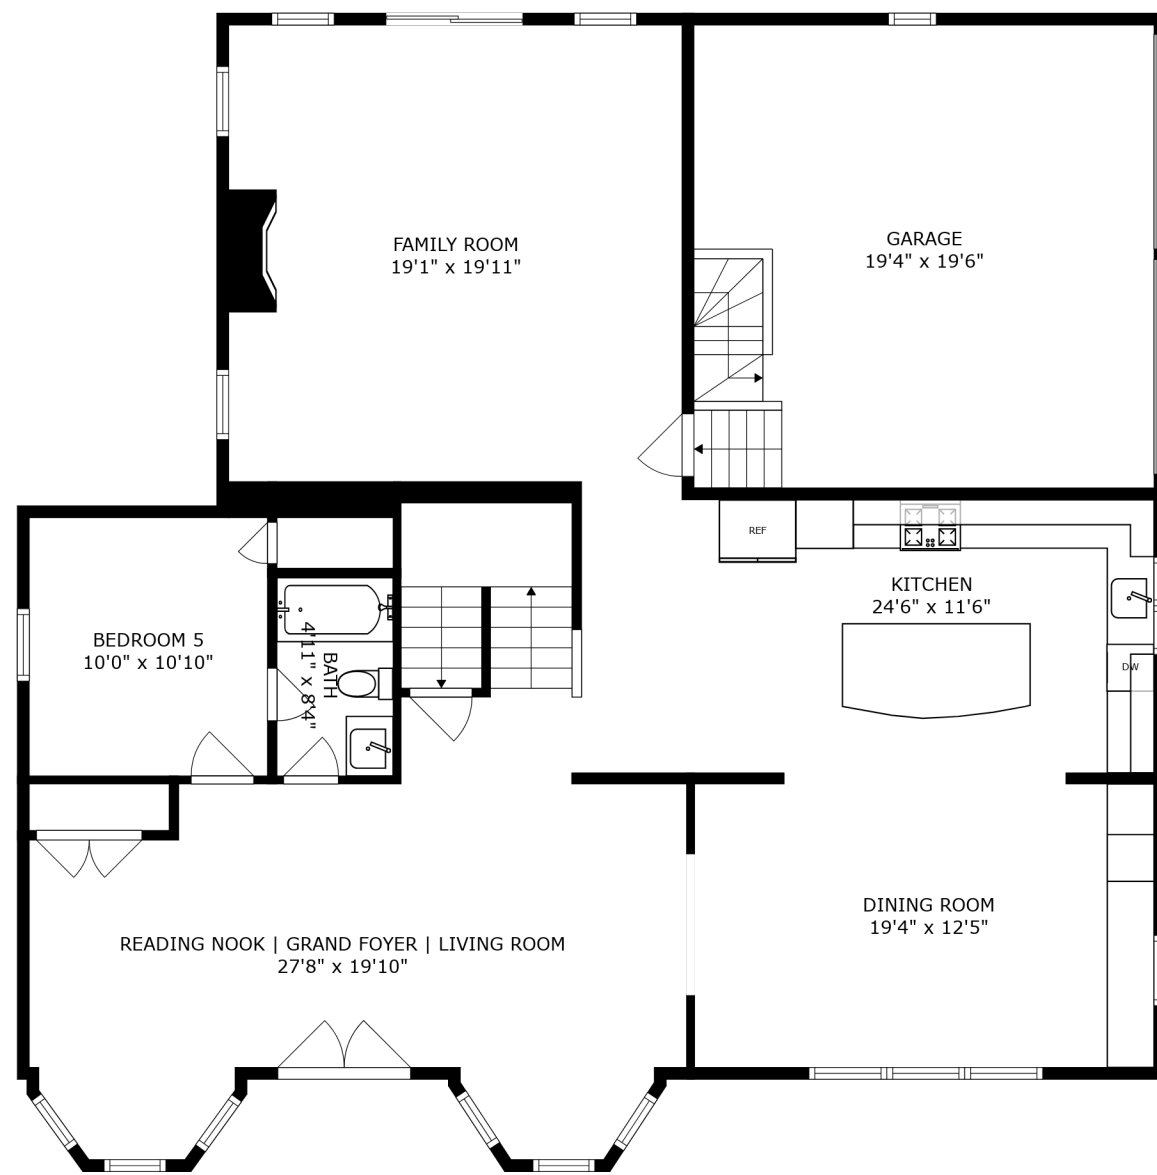 FAMILY ROOM
19'1" x 19'11"
GARAGE
19'4" x 19'6"
REF
KITCHEN
24'6" x 11'6"
BEDROOM 5
10'0" x 10'10"
BATH
4'11" x 8'4"
DW
DINING ROOM
19'4" x 12'5"
READING NOOK | GRAND FOYER | LIVING ROOM
27'8" x 19'10"